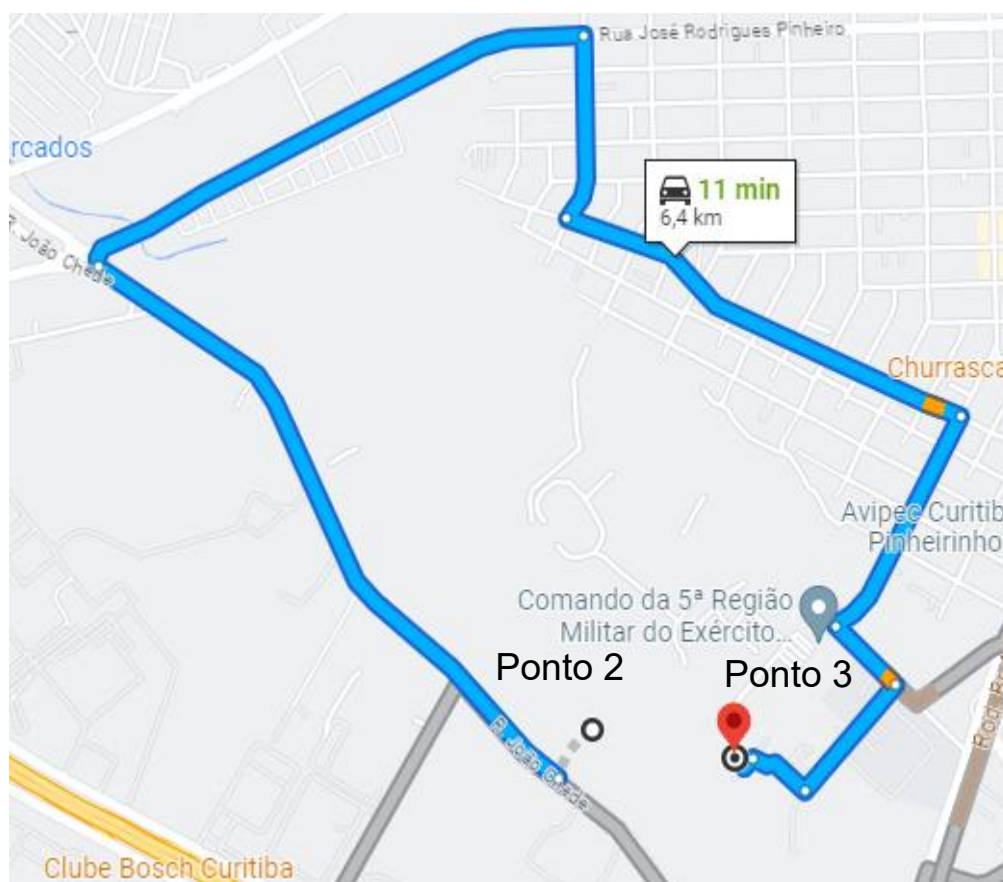 Rua José Rodrigues Pinheiro
rcados
11 min
6,4 km
R. João Chede
Churrasca
Avipec Curitib
Pinheirinho
Comando da 5ª Região
Militar do Exército...
Ponto 2
Ponto 3
R. João Chede
Clube Bosch Curitiba